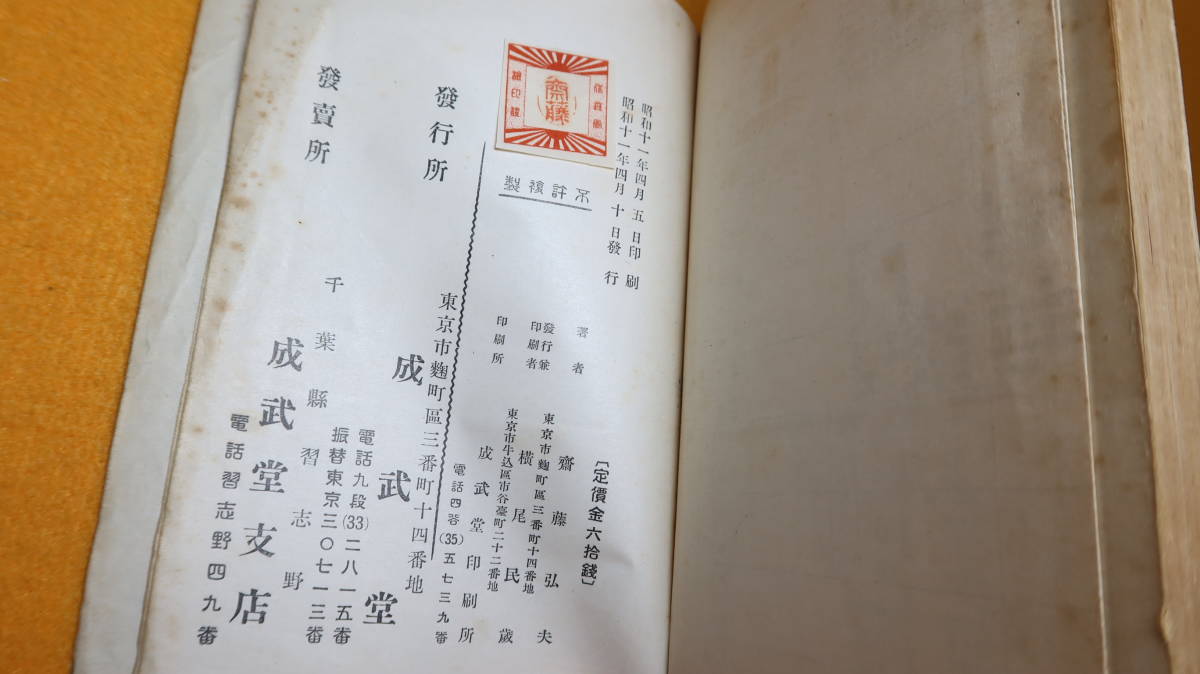 昭和十一年四月五日印刷
昭和十一年四月十日發行
齋藤
檢印證
不許複製
〔定價金六拾錢〕
著者 齋藤弘夫
東京市麴町區三番町十四番地
發行兼印刷者 橫尾民歲
東京市牛込區市谷臺町二十二番地
印刷所 成武堂印刷所
電話四谷(35)五七三九番
東京市麴町區三番町十四番地
發行所 成武堂
電話九段(33)二八一五番
振替東京三〇七一三番
千葉縣習志野
發賣所 成武堂支店
電話習志野四九番